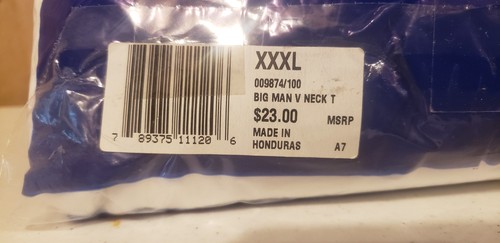 XXXL
009874/100
BIG MAN V NECK T
$23.00 MSRP
MADE IN
HONDURAS A7
7 89375 11120 6